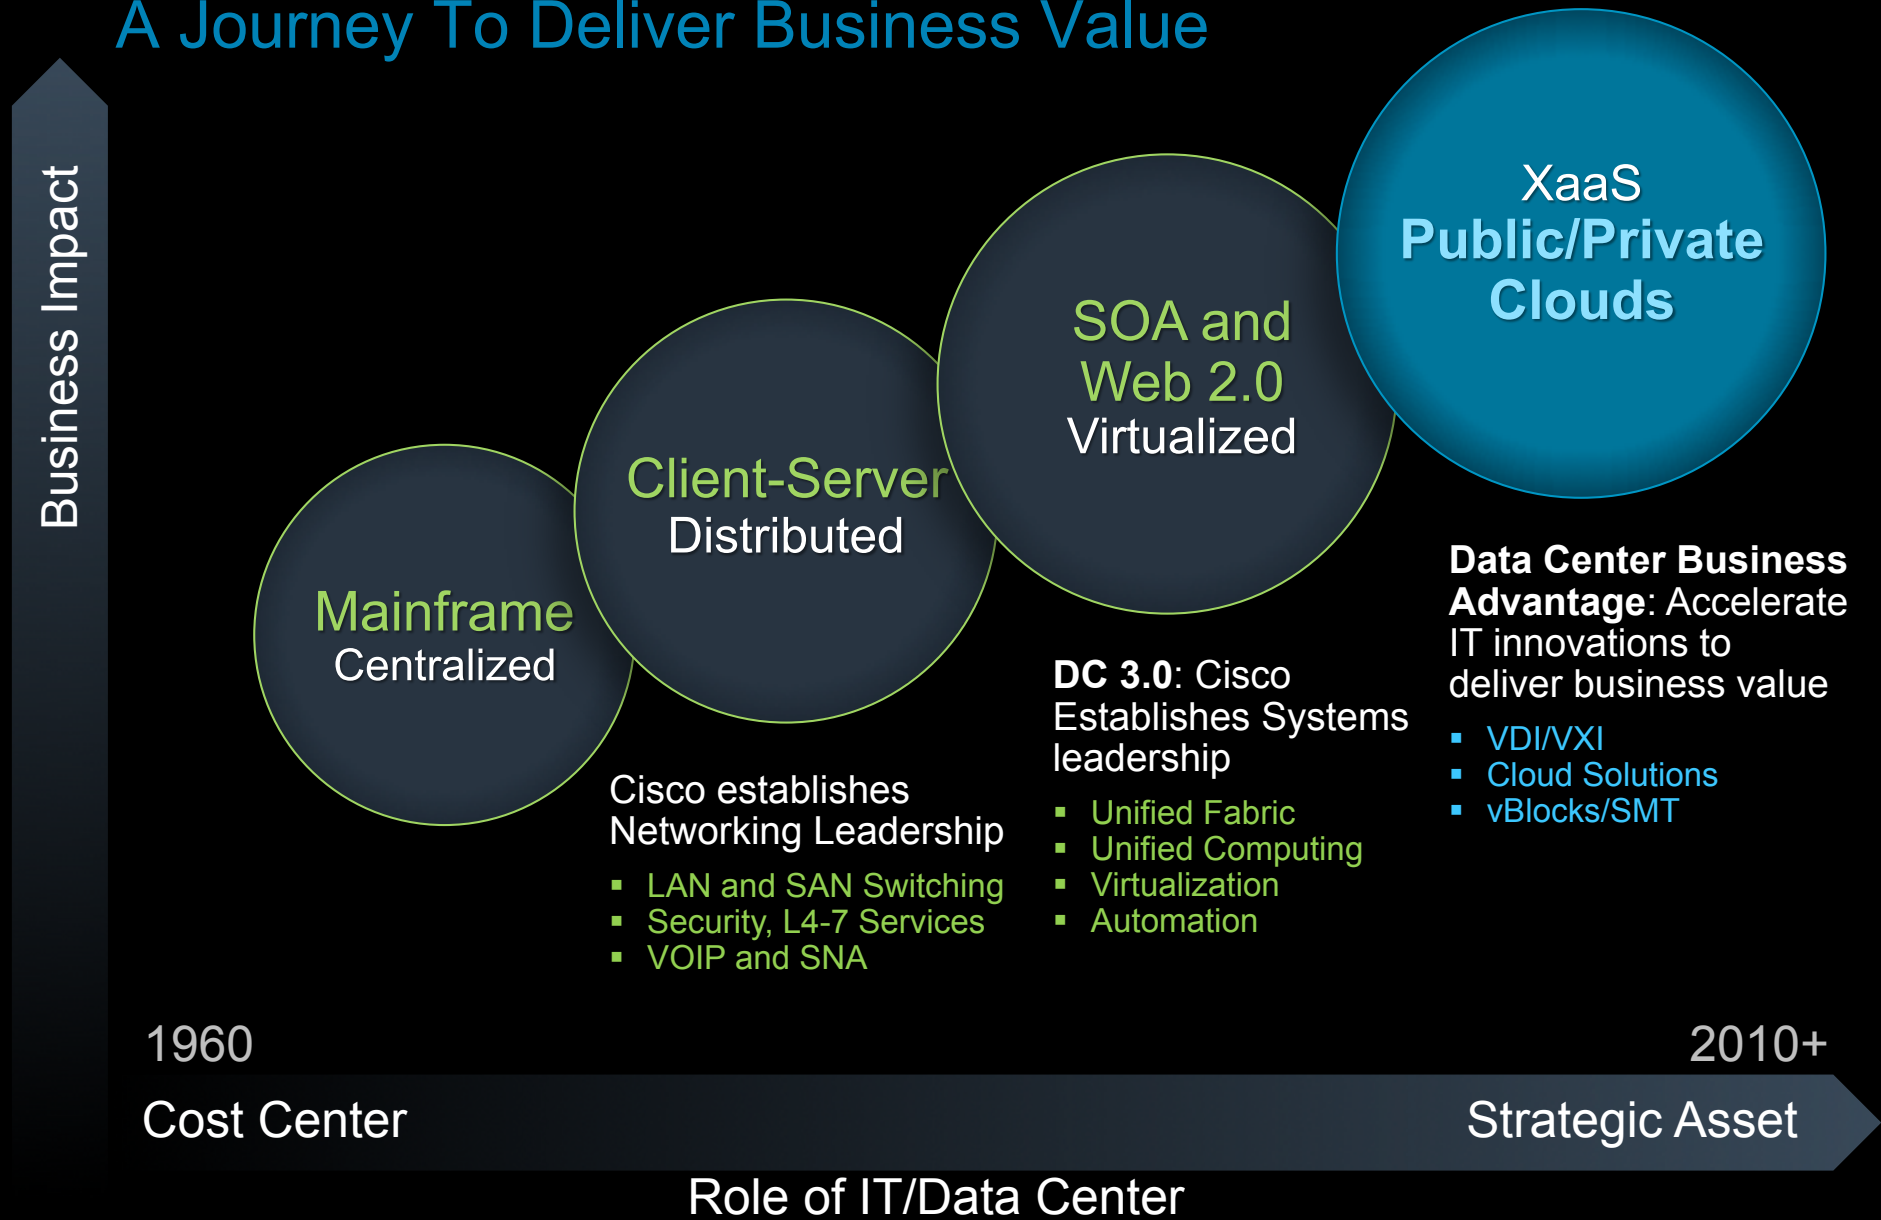 A Journey To Deliver Business Value
Business Impact
Mainframe
Centralized
Client-Server
Distributed
SOA and
Web 2.0
Virtualized
XaaS
Public/Private
Clouds
Cisco establishes
Networking Leadership
▪ LAN and SAN Switching
▪ Security, L4-7 Services
▪ VOIP and SNA
DC 3.0: Cisco
Establishes Systems
leadership
▪ Unified Fabric
▪ Unified Computing
▪ Virtualization
▪ Automation
Data Center Business
Advantage: Accelerate
IT innovations to
deliver business value
▪ VDI/VXI
▪ Cloud Solutions
▪ vBlocks/SMT
1960
2010+
Cost Center
Strategic Asset
Role of IT/Data Center